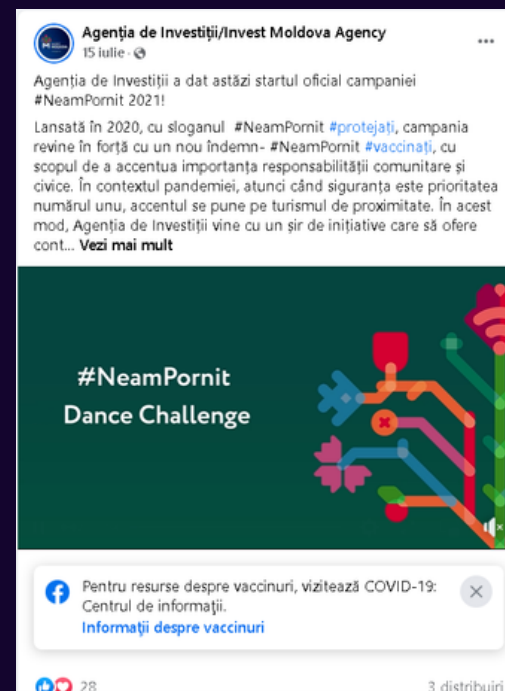 Agenția de Investiții/Invest Moldova Agency
15 iulie ·
Agenția de Investiții a dat astăzi startul oficial campaniei
#NeamPornit 2021!
Lansată în 2020, cu sloganul #NeamPornit #protejați, campania
revine în forță cu un nou îndemn- #NeamPornit #vaccinați, cu
scopul de a accentua importanța responsabilității comunitare și
civice. În contextul pandemiei, atunci când siguranța este prioritatea
numărul unu, accentul se pune pe turismul de proximitate. În acest
mod, Agenția de Investiții vine cu un șir de inițiative care să ofere
cont... Vezi mai mult
#NeamPornit
Dance Challenge
Pentru resurse despre vaccinuri, vizitează COVID-19:
Centrul de informații.
Informații despre vaccinuri
28 3 distribuiri